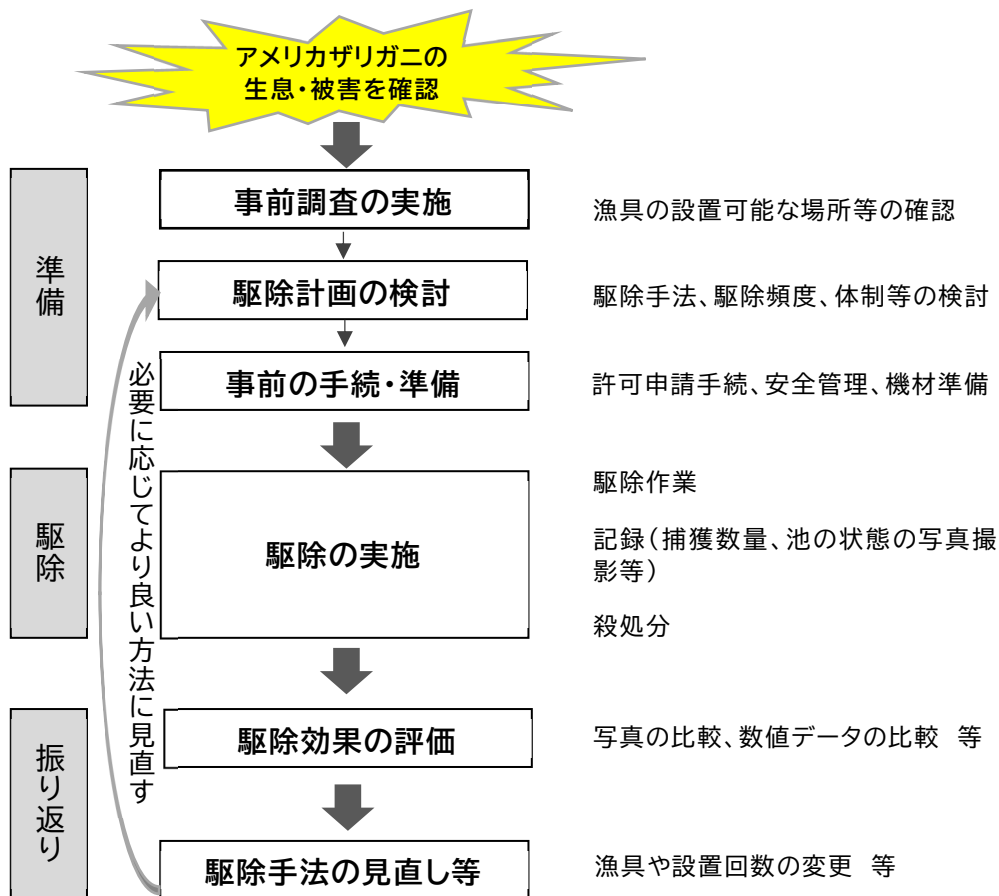 アメリカザリガニの
生息・被害を確認
準備
事前調査の実施
漁具の設置可能な場所等の確認
駆除計画の検討
駆除手法、駆除頻度、体制等の検討
事前の手続・準備
許可申請手続、安全管理、機材準備
必要に応じてより良い方法に見直す
駆除
駆除の実施
駆除作業
記録（捕獲数量、池の状態の写真撮
影等）
殺処分
振り返り
駆除効果の評価
写真の比較、数値データの比較　等
駆除手法の見直し等
漁具や設置回数の変更　等